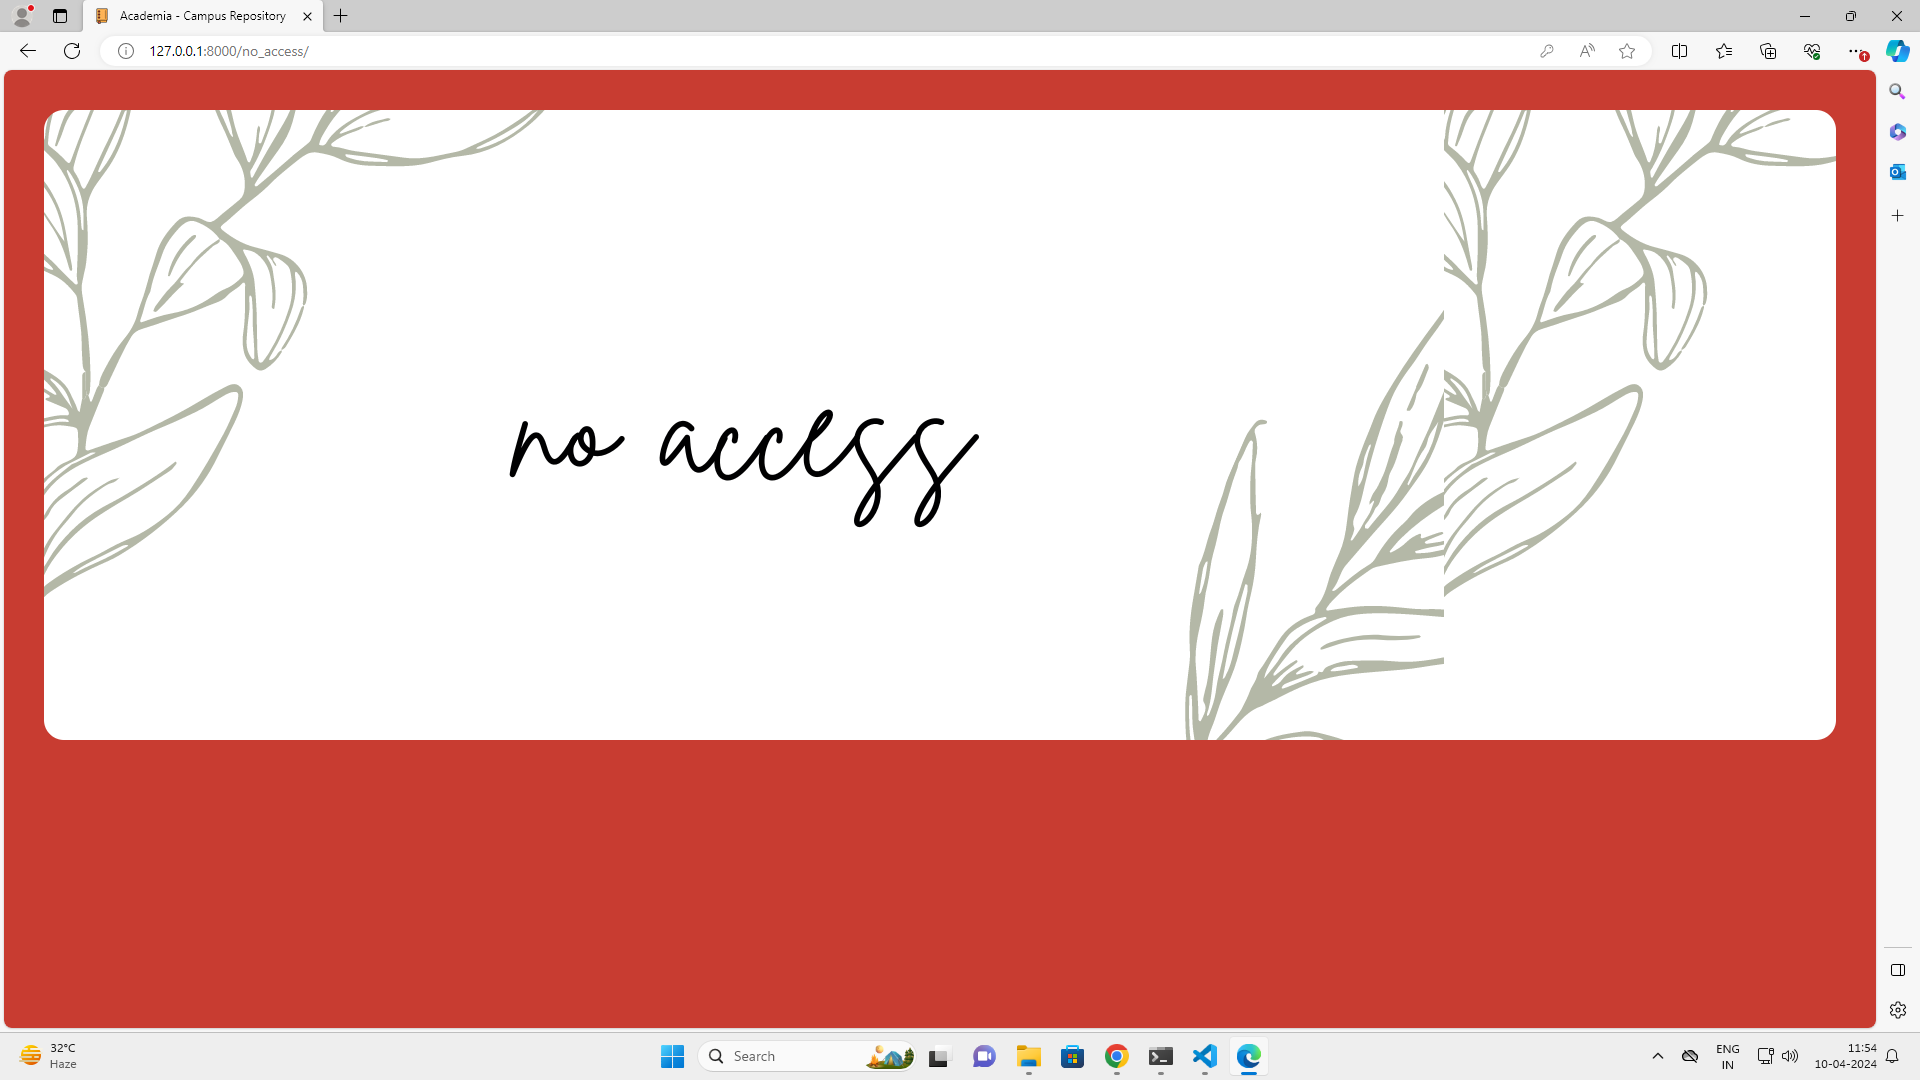 Academia - Campus Repository
127.0.0.1:8000/no_access/
no access
32°C
Haze
Search
ENG
IN
11:54
10-04-2024